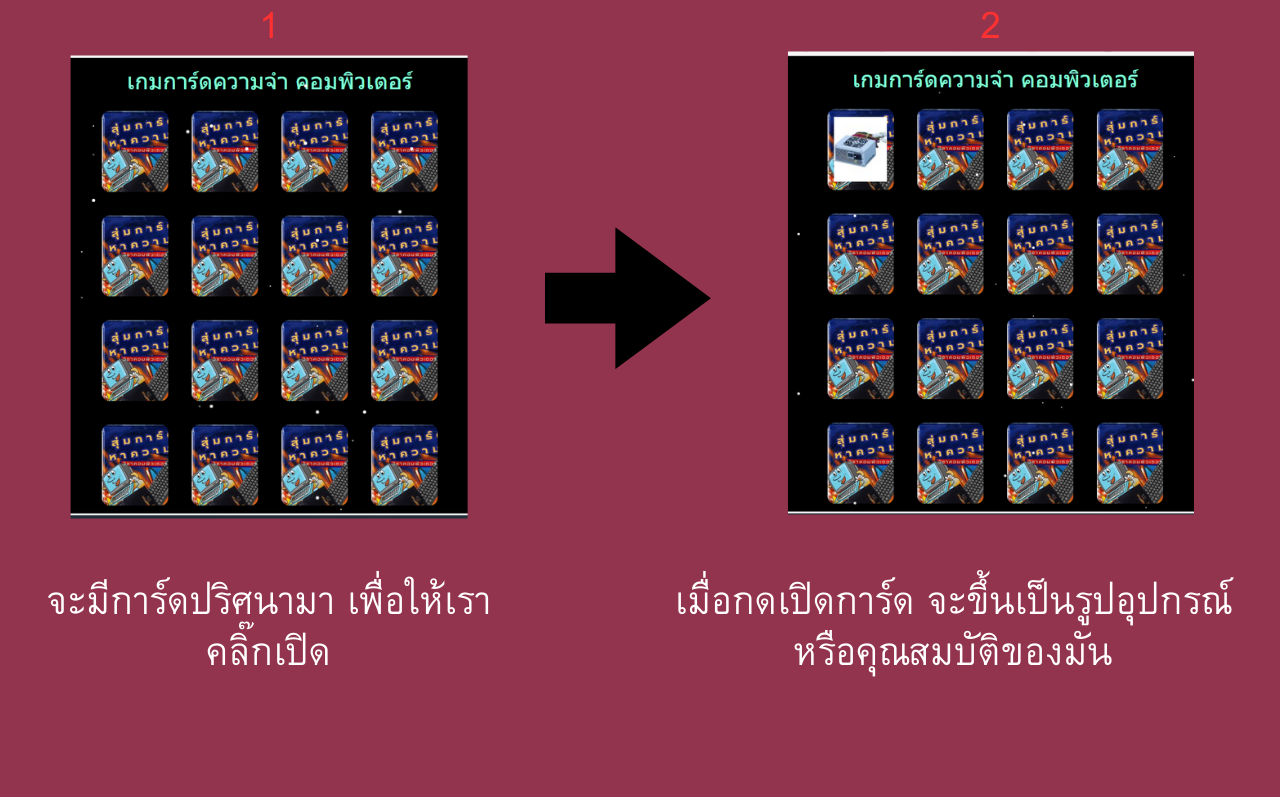 1
2
เกมการ์ดความจำ คอมพิวเตอร์
เกมการ์ดความจำ คอมพิวเตอร์
จะมีการ์ดปริศนามา เพื่อให้เรา
คลิ๊กเปิด
เมื่อกดเปิดการ์ด จะขึ้นเป็นรูปอุปกรณ์
หรือคุณสมบัติของมัน